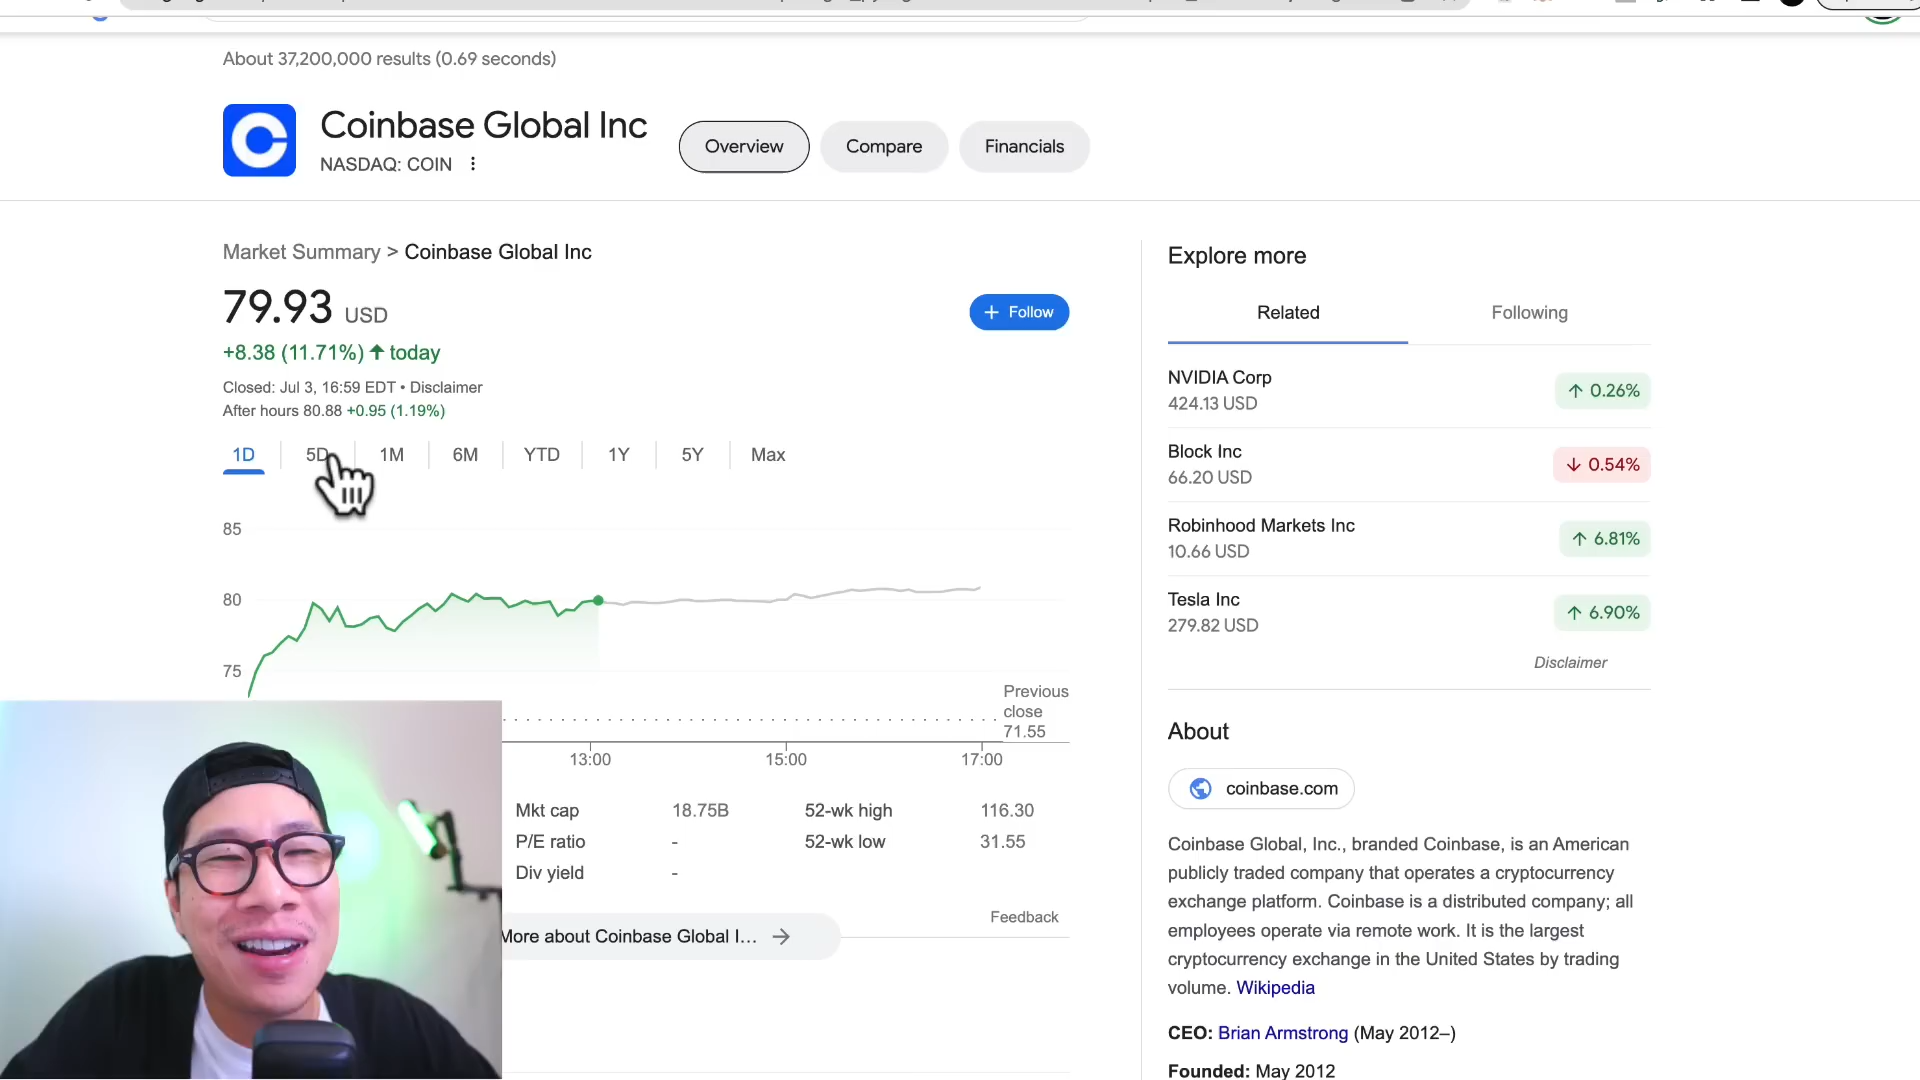 About 37,200,000 results (0.69 seconds)
Coinbase Global Inc
NASDAQ: COIN
Overview
Compare
Financials
Market Summary > Coinbase Global Inc
79.93 USD
+ Follow
+8.38 (11.71%) ↑ today
Closed: Jul 3, 16:59 EDT • Disclaimer
After hours 80.88 +0.95 (1.19%)
1D
5D
1M
6M
YTD
1Y
5Y
Max
85
80
75
Previous
close
71.55
13:00
15:00
17:00
Mkt cap 18.75B 52-wk high 116.30
P/E ratio - 52-wk low 31.55
Div yield -
Feedback
More about Coinbase Global I... →
Explore more
Related
Following
NVIDIA Corp
424.13 USD
↑ 0.26%
Block Inc
66.20 USD
↓ 0.54%
Robinhood Markets Inc
10.66 USD
↑ 6.81%
Tesla Inc
279.82 USD
↑ 6.90%
Disclaimer
About
coinbase.com
Coinbase Global, Inc., branded Coinbase, is an American
publicly traded company that operates a cryptocurrency
exchange platform. Coinbase is a distributed company; all
employees operate via remote work. It is the largest
cryptocurrency exchange in the United States by trading
volume. Wikipedia
CEO: Brian Armstrong (May 2012–)
Founded: May 2012